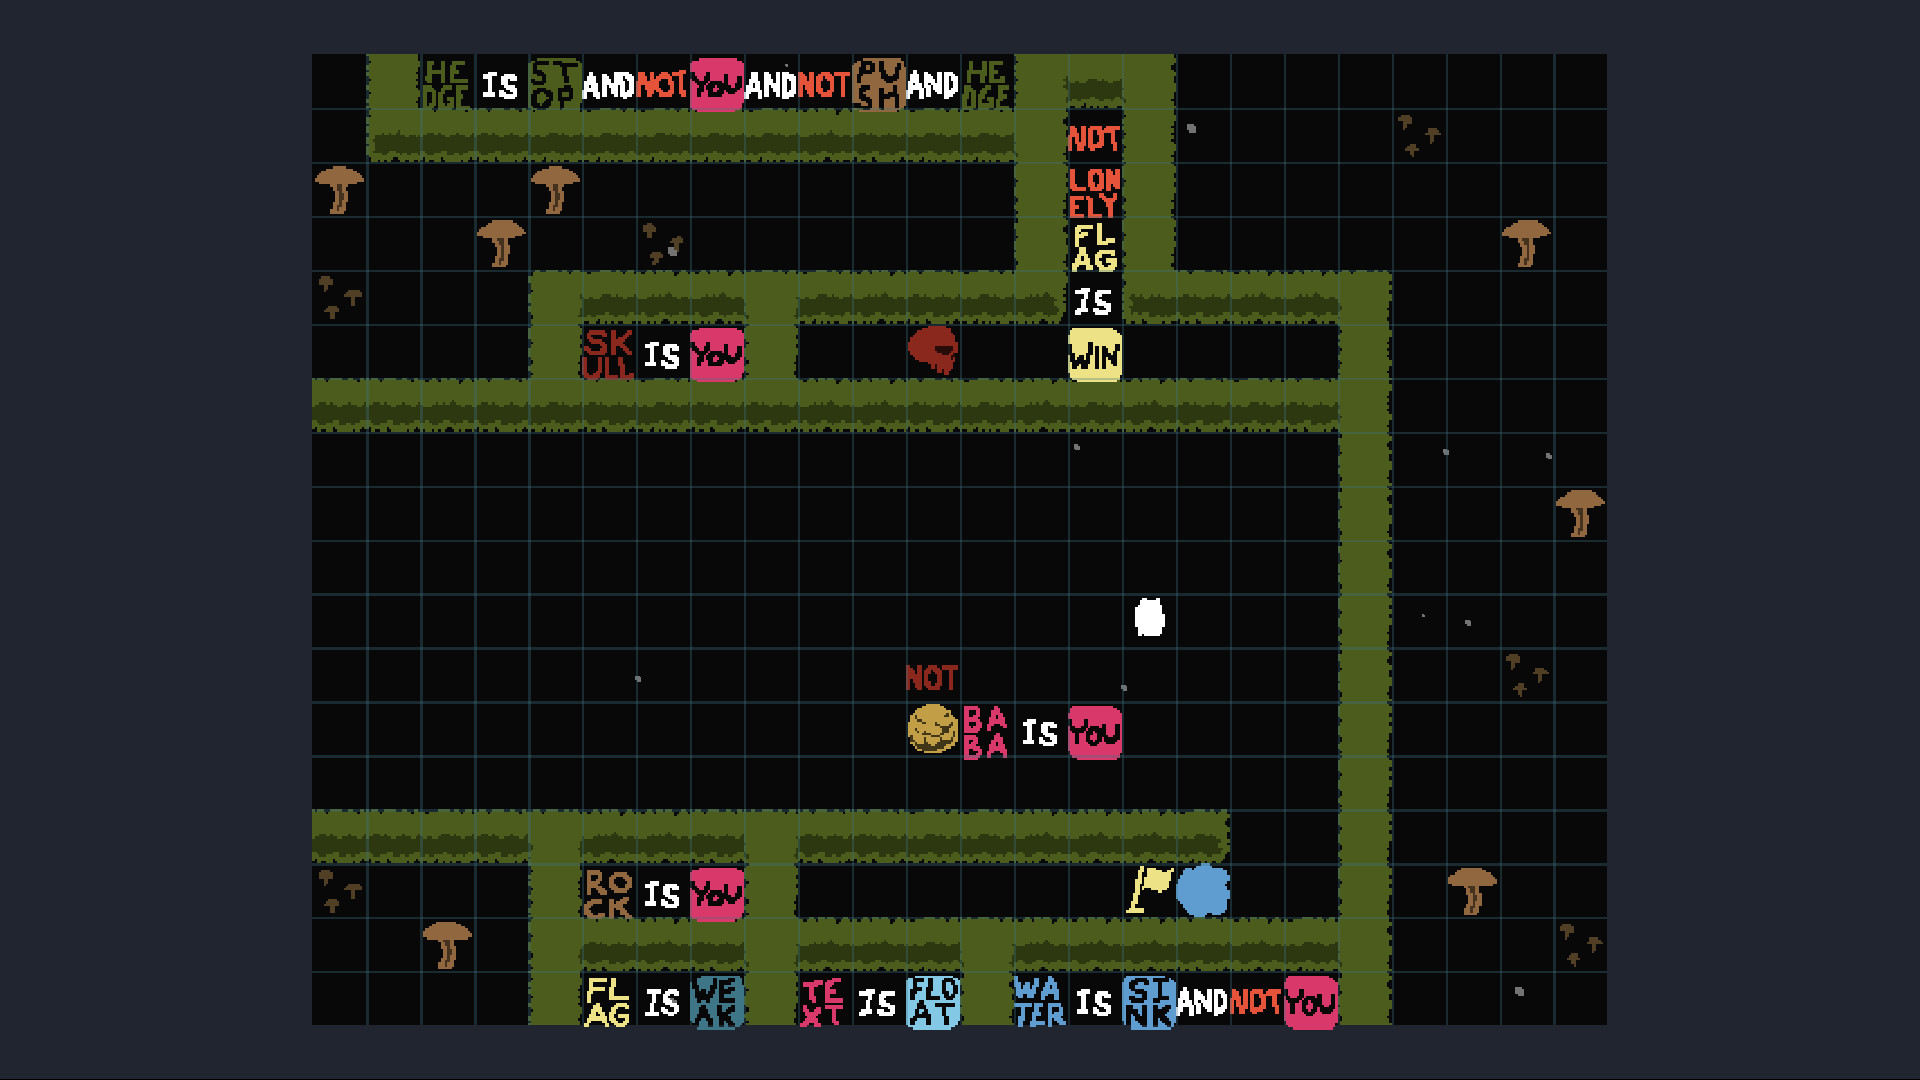 HEDGE IS STOP AND NOT YOU AND NOT PUSH AND HEDGE
NOT
LONELY
FLAG
IS
WIN
SKULL IS YOU
NOT
BABA IS YOU
ROCK IS YOU
FLAG IS WEAK
TEXT IS FLOAT
WATER IS SINK AND NOT YOU